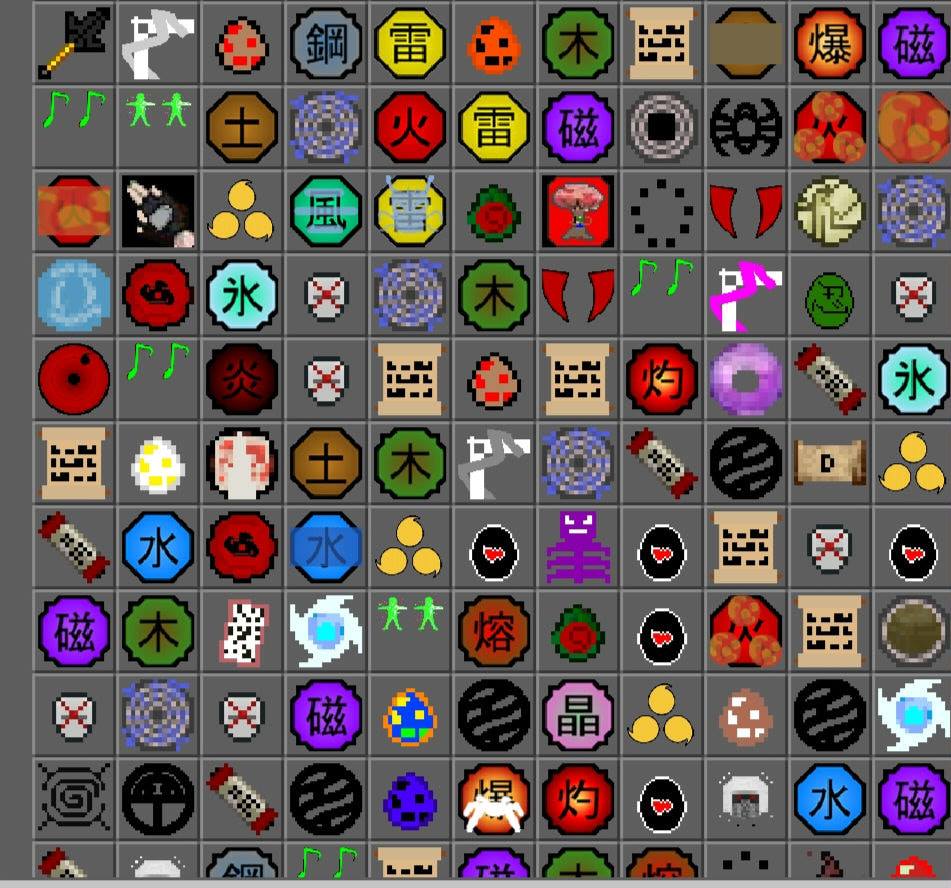 鋼 雷 木 爆 磁
土 火 雷 磁
風
氷 木
炎 灼 氷
土 木 D
水 水
磁 木 熔
磁 晶
灼 水 磁